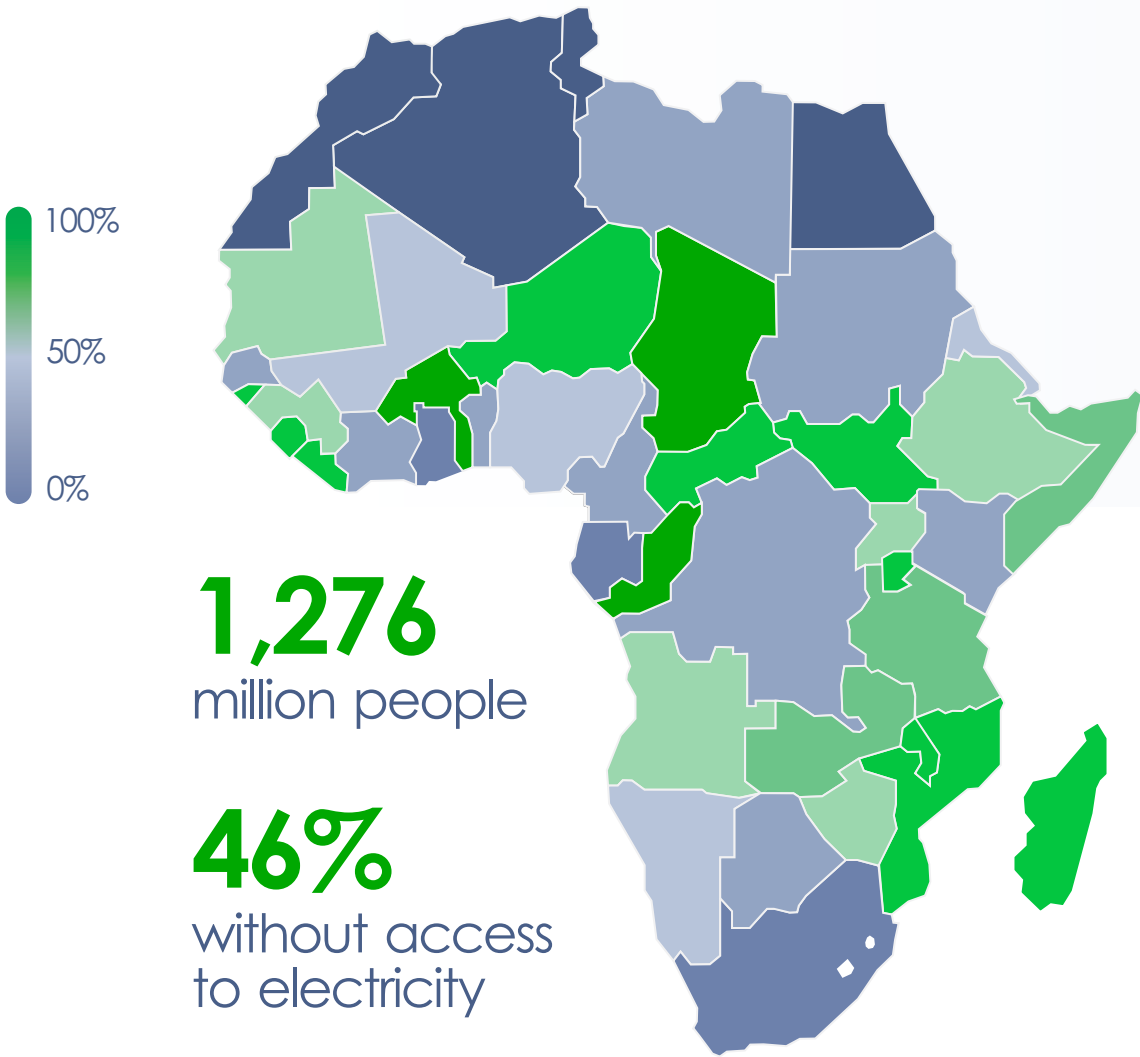 100%
50%
0%
1,276
million people
46%
without access
to electricity